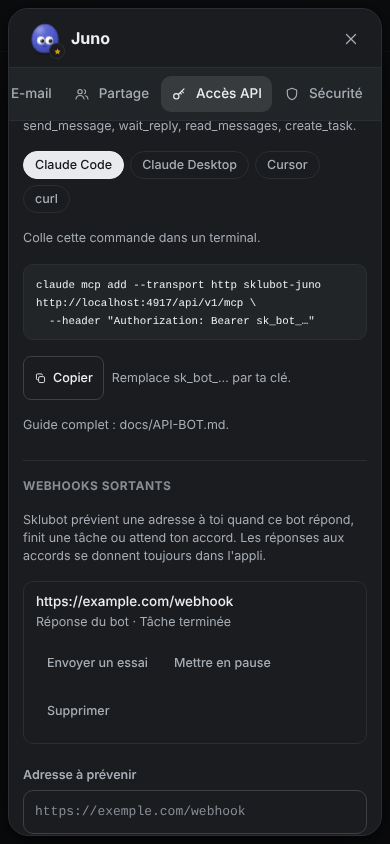 Juno
E-mail
Partage
Accès API
Sécurité
send_message, wait_reply, read_messages, create_task.
Claude Code
Claude Desktop
Cursor
curl
Colle cette commande dans un terminal.
claude mcp add --transport http sklubot-juno
http://localhost:4917/api/v1/mcp \
--header "Authorization: Bearer sk_bot_…"
Copier
Remplace sk_bot_… par ta clé.
Guide complet : docs/API-BOT.md.
WEBHOOKS SORTANTS
Sklubot prévient une adresse à toi quand ce bot répond,
finit une tâche ou attend ton accord. Les réponses aux
accords se donnent toujours dans l'appli.
https://example.com/webhook
Réponse du bot · Tâche terminée
Envoyer un essai
Mettre en pause
Supprimer
Adresse à prévenir
https://exemple.com/webhook